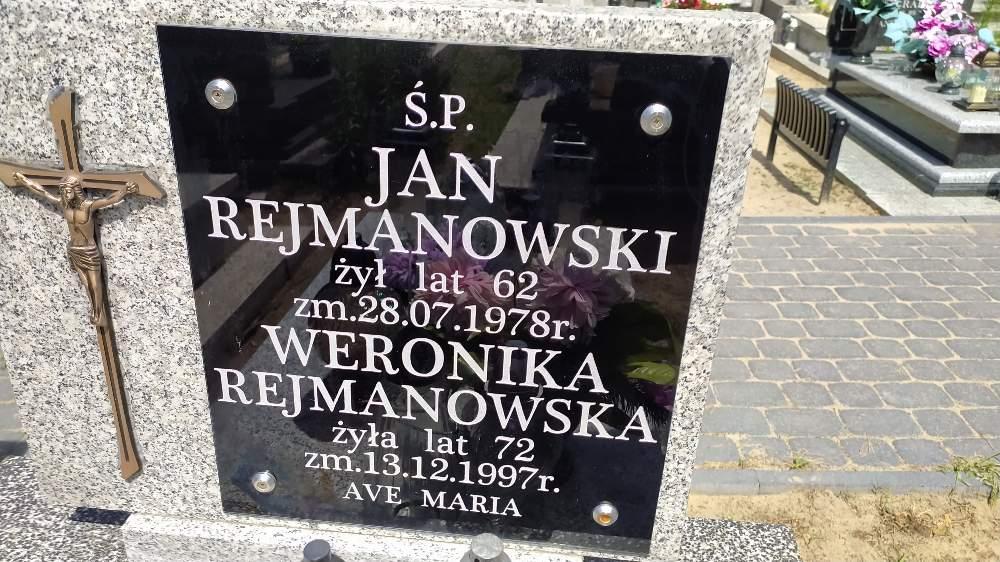 Ś.P.
JAN
REJMANOWSKI
żył lat 62
zm.28.07.1978r.
WERONIKA
REJMANOWSKA
żyła lat 72
zm.13.12.1997r.
AVE MARIA